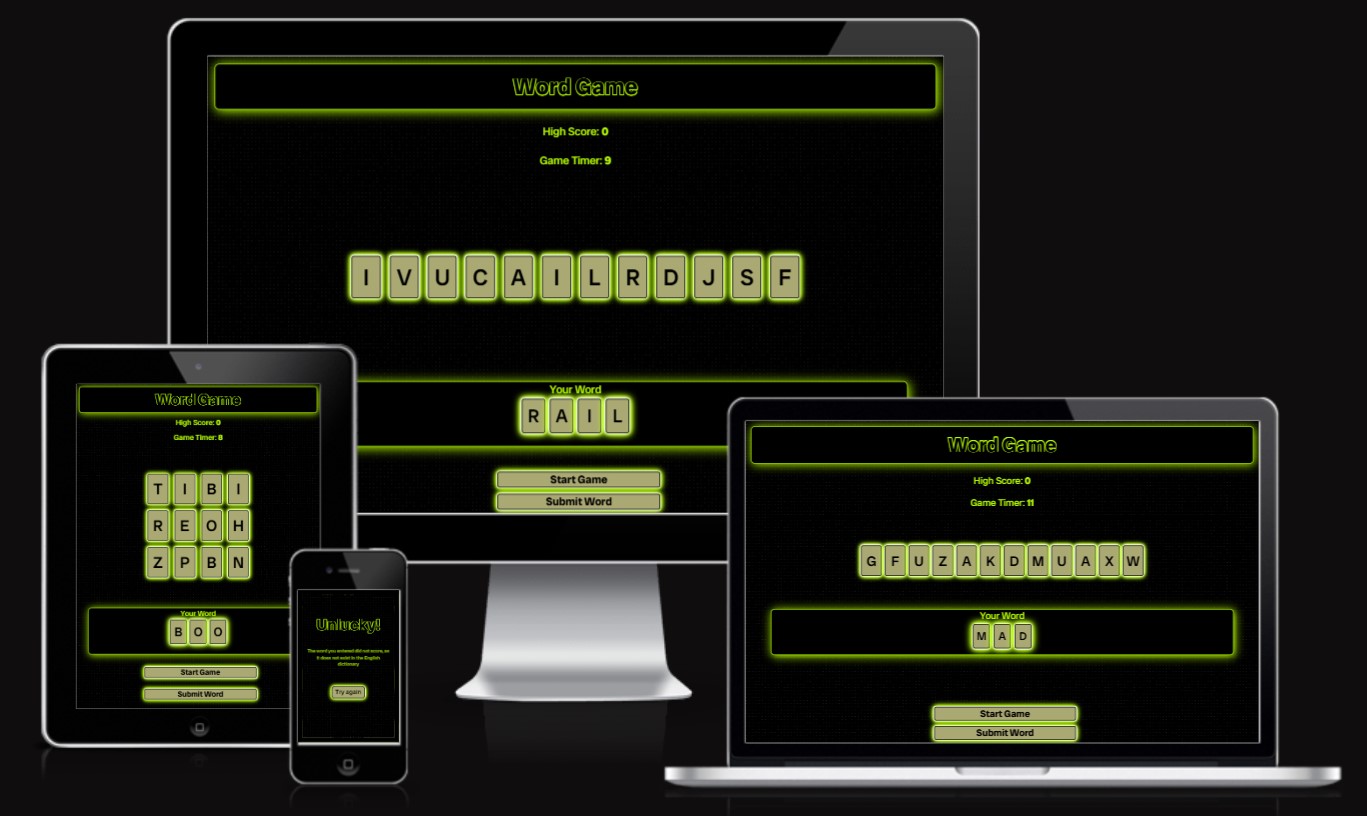 Word Game
High Score: 0
Game Timer: 9
I V U C A I L R D J S F
Your Word
R A I L
Start Game
Submit Word
Word Game
High Score: 0
Game Timer: 8
T I B I
R E O H
Z P B N
Your Word
B O O
Start Game
Submit Word
Unlucky!
The word you entered did not score, as
it does not exist in the English
dictionary
Try again
Word Game
High Score: 0
Game Timer: 11
G F U Z A K D M U A X W
Your Word
M A D
Start Game
Submit Word